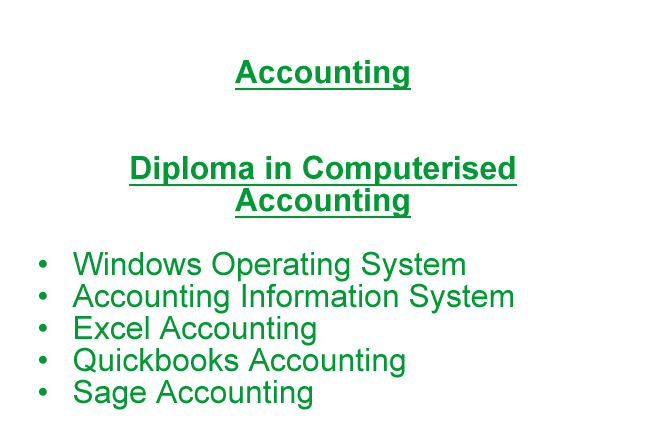 Accounting
Diploma in Computerised
Accounting
• Windows Operating System
• Accounting Information System
• Excel Accounting
• Quickbooks Accounting
• Sage Accounting